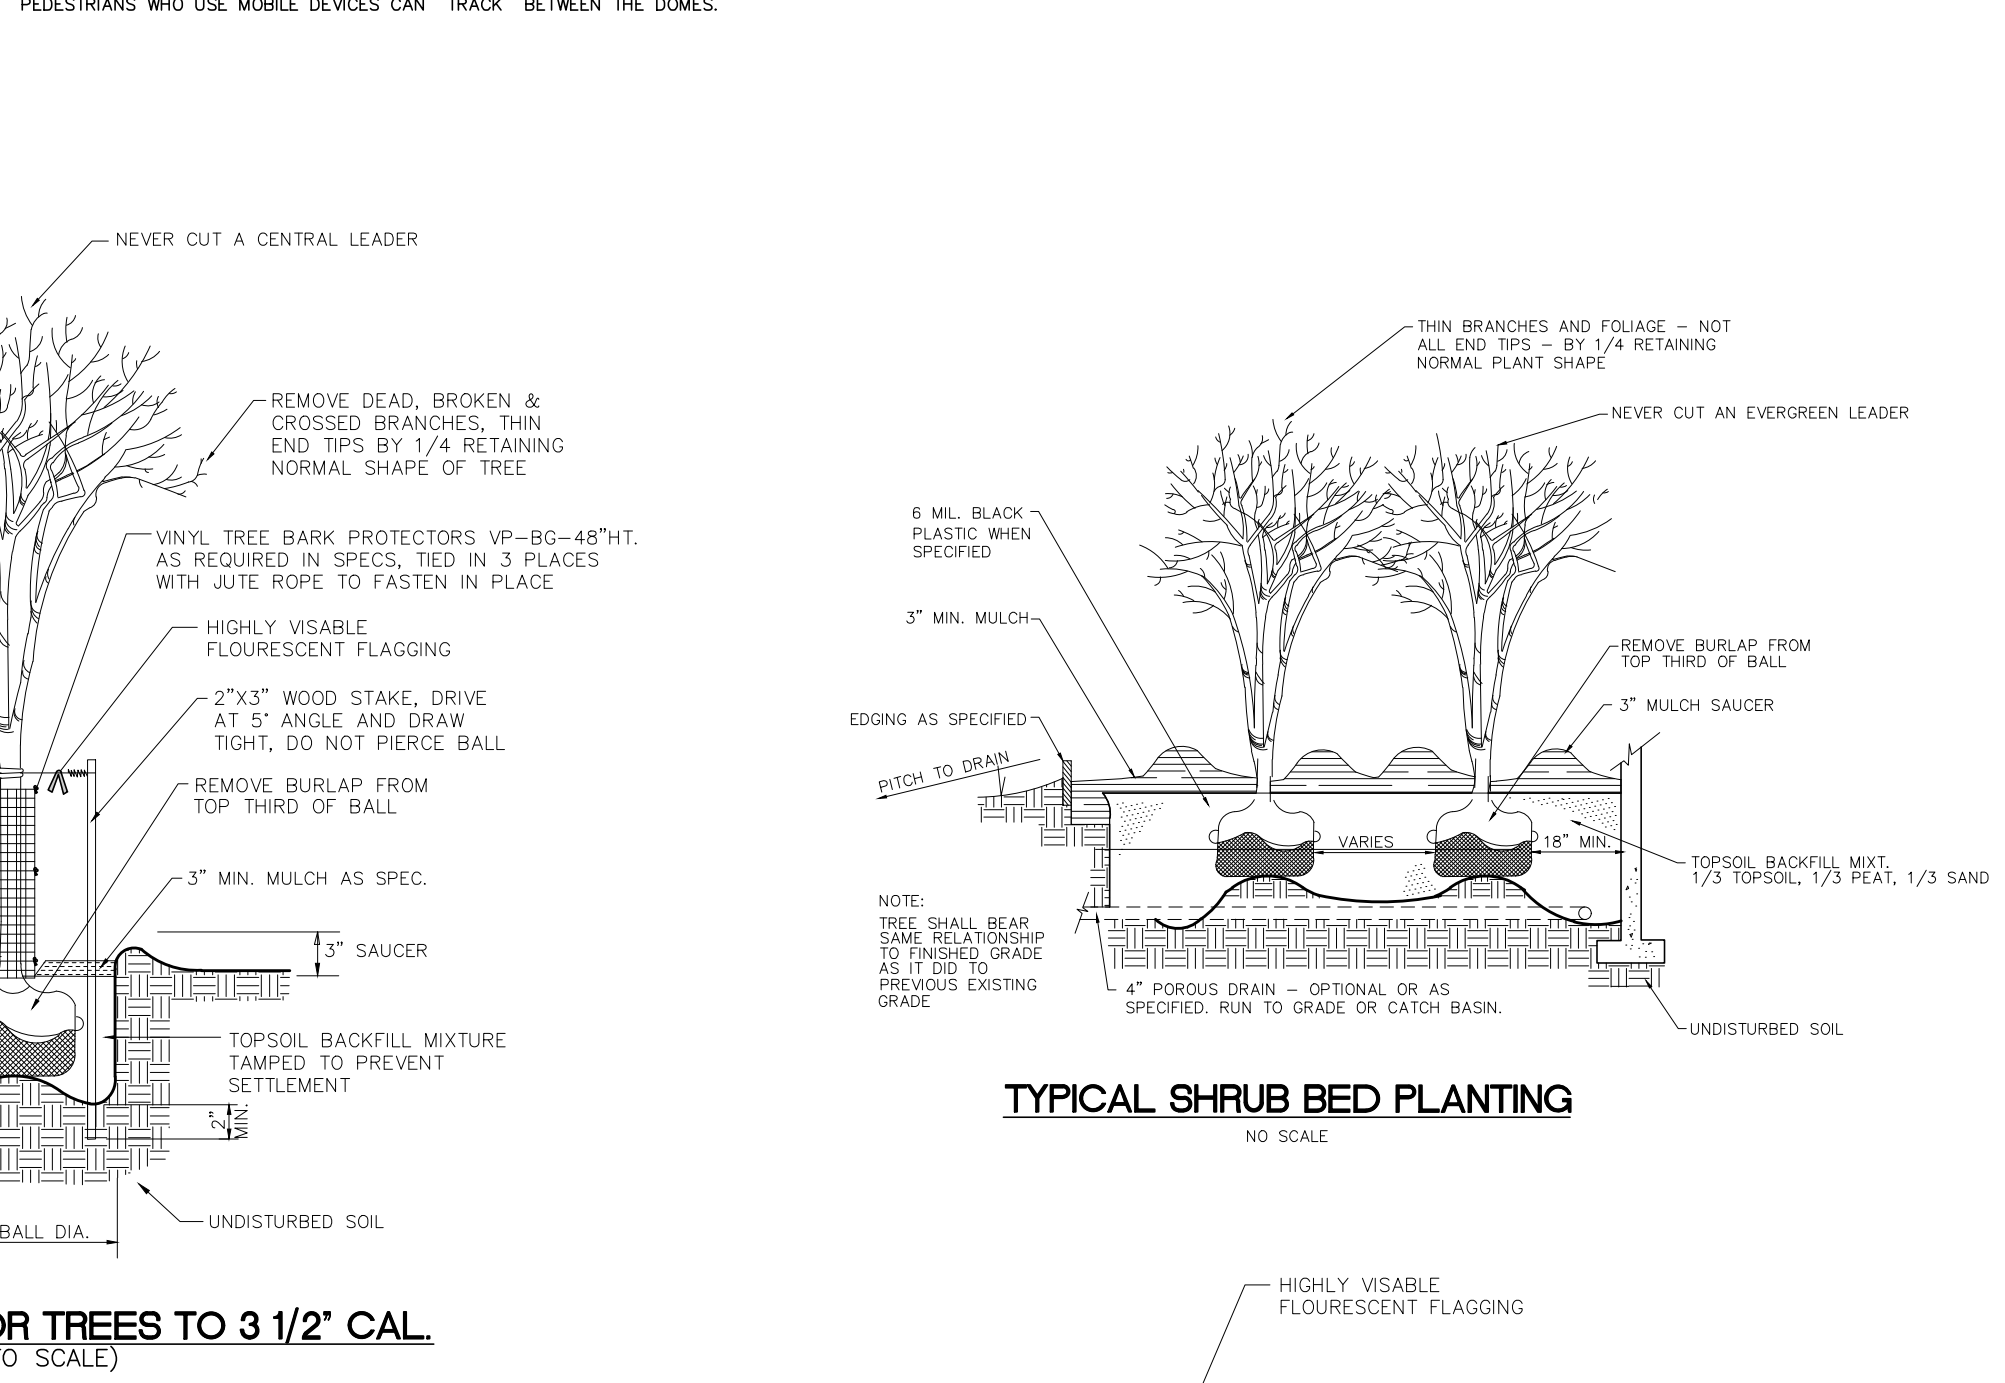 PEDESTRIANS WHO USE MOBILE DEVICES CAN "TRACK" BETWEEN THE DOMES.
NEVER CUT A CENTRAL LEADER
REMOVE DEAD, BROKEN &
CROSSED BRANCHES, THIN
END TIPS BY 1/4 RETAINING
NORMAL SHAPE OF TREE
VINYL TREE BARK PROTECTORS VP-BG-48"HT.
AS REQUIRED IN SPECS, TIED IN 3 PLACES
WITH JUTE ROPE TO FASTEN IN PLACE
HIGHLY VISABLE
FLOURESCENT FLAGGING
2"X3" WOOD STAKE, DRIVE
AT 5° ANGLE AND DRAW
TIGHT, DO NOT PIERCE BALL
REMOVE BURLAP FROM
TOP THIRD OF BALL
3" MIN. MULCH AS SPEC.
3" SAUCER
TOPSOIL BACKFILL MIXTURE
TAMPED TO PREVENT
SETTLEMENT
2"
MIN.
UNDISTURBED SOIL
BALL DIA.
OR TREES TO 3 1/2" CAL.
TO SCALE)
THIN BRANCHES AND FOLIAGE - NOT
ALL END TIPS - BY 1/4 RETAINING
NORMAL PLANT SHAPE
NEVER CUT AN EVERGREEN LEADER
6 MIL. BLACK
PLASTIC WHEN
SPECIFIED
3" MIN. MULCH
EDGING AS SPECIFIED
PITCH TO DRAIN
REMOVE BURLAP FROM
TOP THIRD OF BALL
3" MULCH SAUCER
VARIES
18" MIN.
TOPSOIL BACKFILL MIXT.
1/3 TOPSOIL, 1/3 PEAT, 1/3 SAND
NOTE:
TREE SHALL BEAR
SAME RELATIONSHIP
TO FINISHED GRADE
AS IT DID TO
PREVIOUS EXISTING
GRADE
4" POROUS DRAIN - OPTIONAL OR AS
SPECIFIED. RUN TO GRADE OR CATCH BASIN.
UNDISTURBED SOIL
TYPICAL SHRUB BED PLANTING
NO SCALE
HIGHLY VISABLE
FLOURESCENT FLAGGING